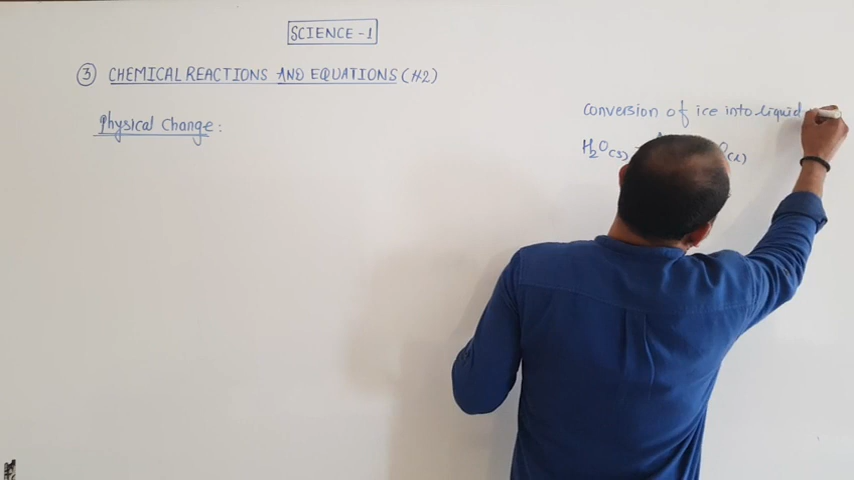 SCIENCE-1
③ CHEMICAL REACTIONS AND EQUATIONS (H.2)
Physical Change:
conversion of ice into liquid
H₂O(s) O(l)